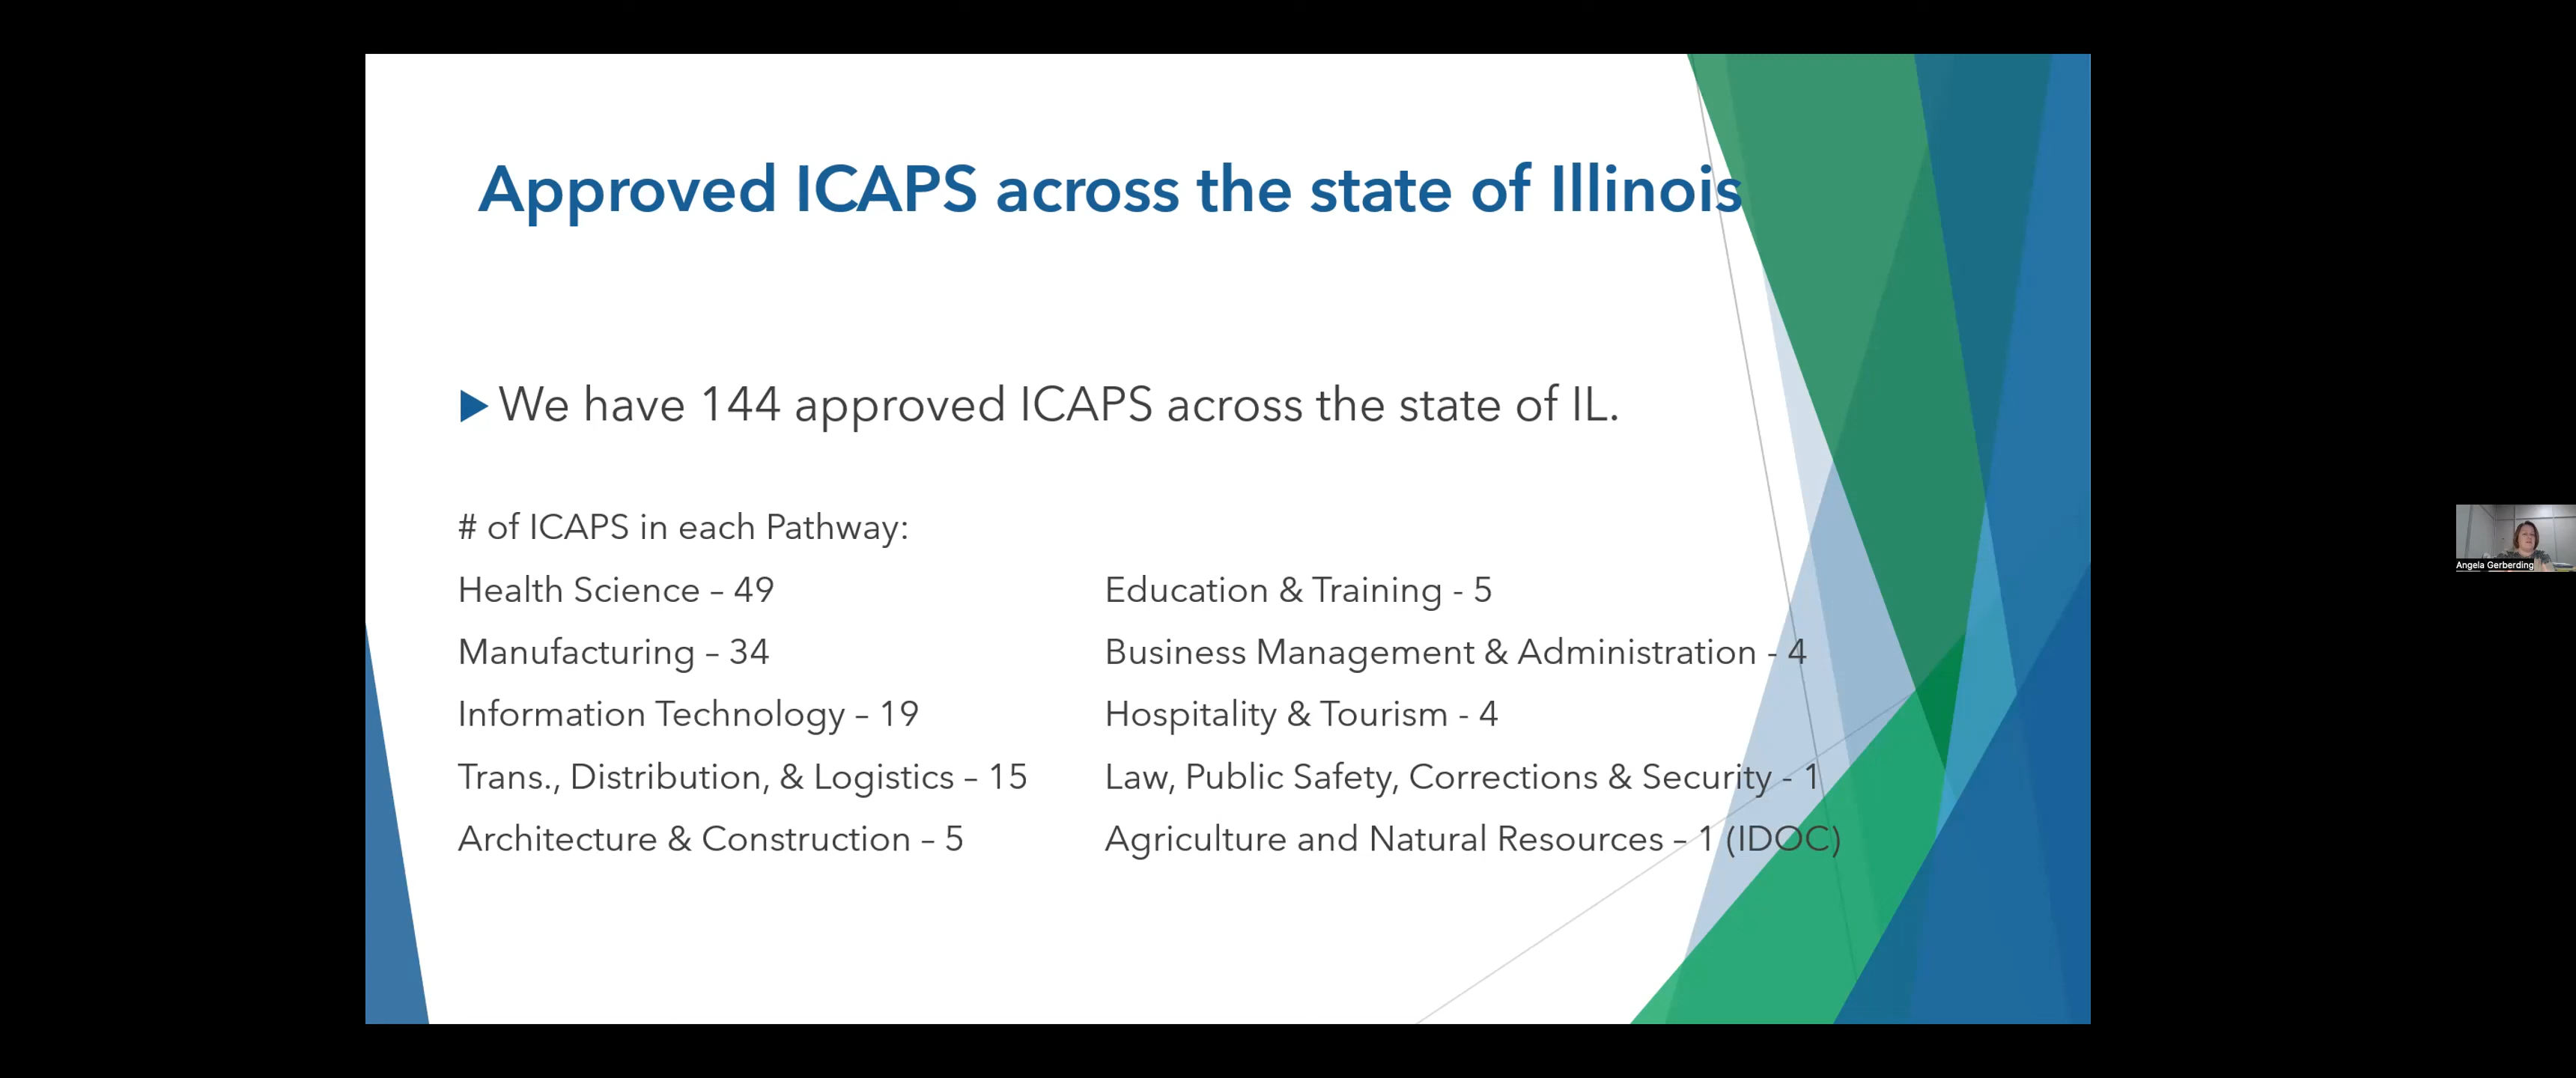 Approved ICAPS across the state of Illinois
We have 144 approved ICAPS across the state of IL.
# of ICAPS in each Pathway:
Health Science – 49
Manufacturing – 34
Information Technology – 19
Trans., Distribution, & Logistics – 15
Architecture & Construction – 5
Education & Training - 5
Business Management & Administration - 4
Hospitality & Tourism - 4
Law, Public Safety, Corrections & Security - 1
Agriculture and Natural Resources – 1 (IDOC)
Angela Gerberding